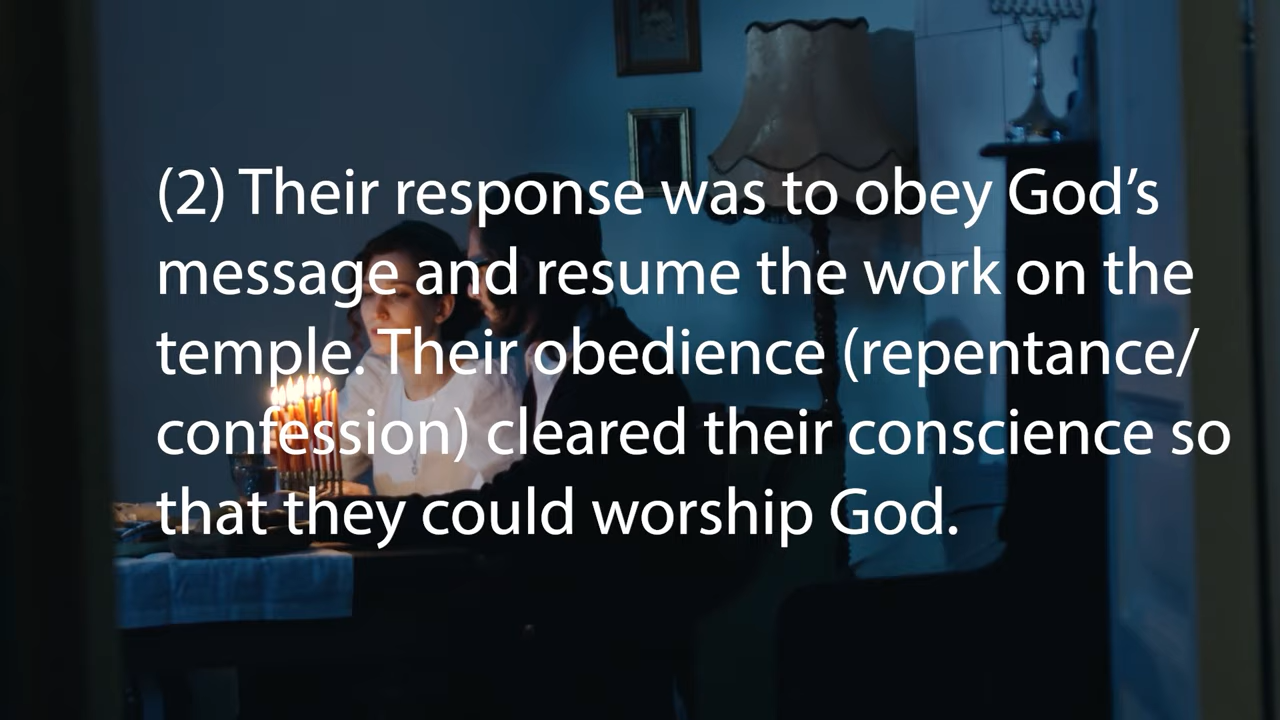 (2) Their response was to obey God’s
message and resume the work on the
temple. Their obedience (repentance/
confession) cleared their conscience so
that they could worship God.